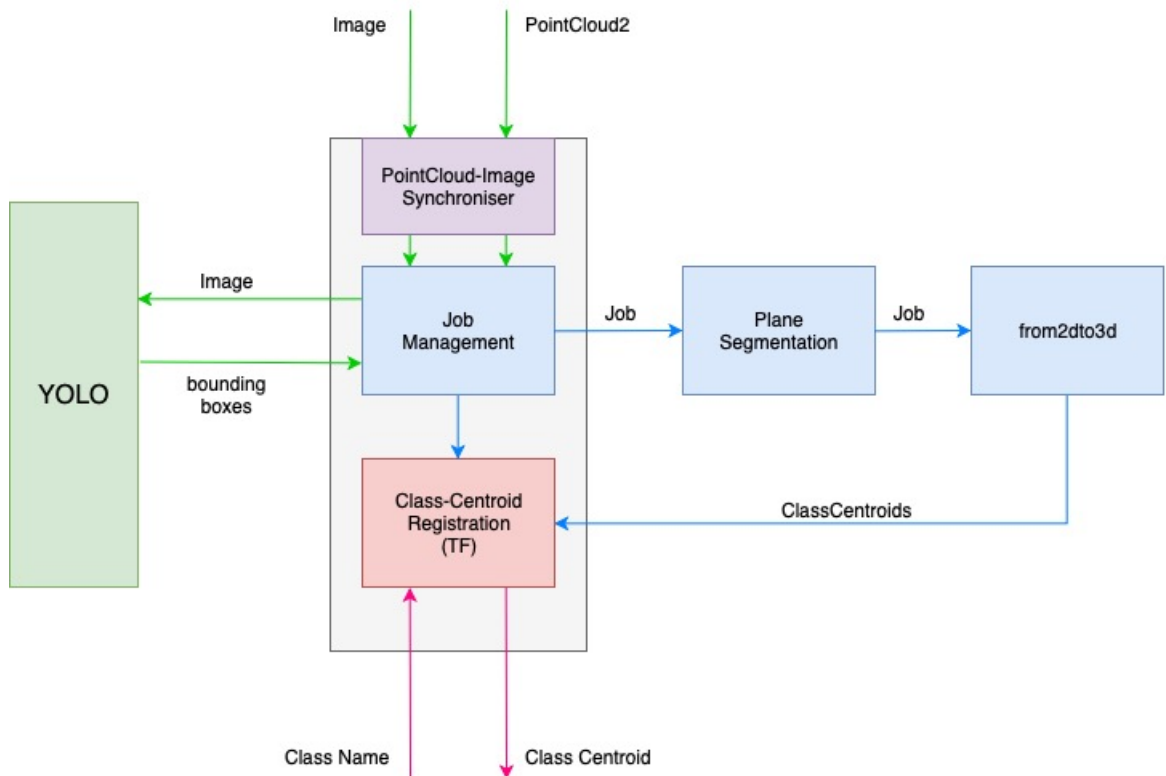 Image
PointCloud2
PointCloud-Image
Synchroniser
Image
Job
Management
Job
Plane
Segmentation
Job
from2dto3d
YOLO
bounding
boxes
Class-Centroid
Registration
(TF)
ClassCentroids
Class Name
Class Centroid